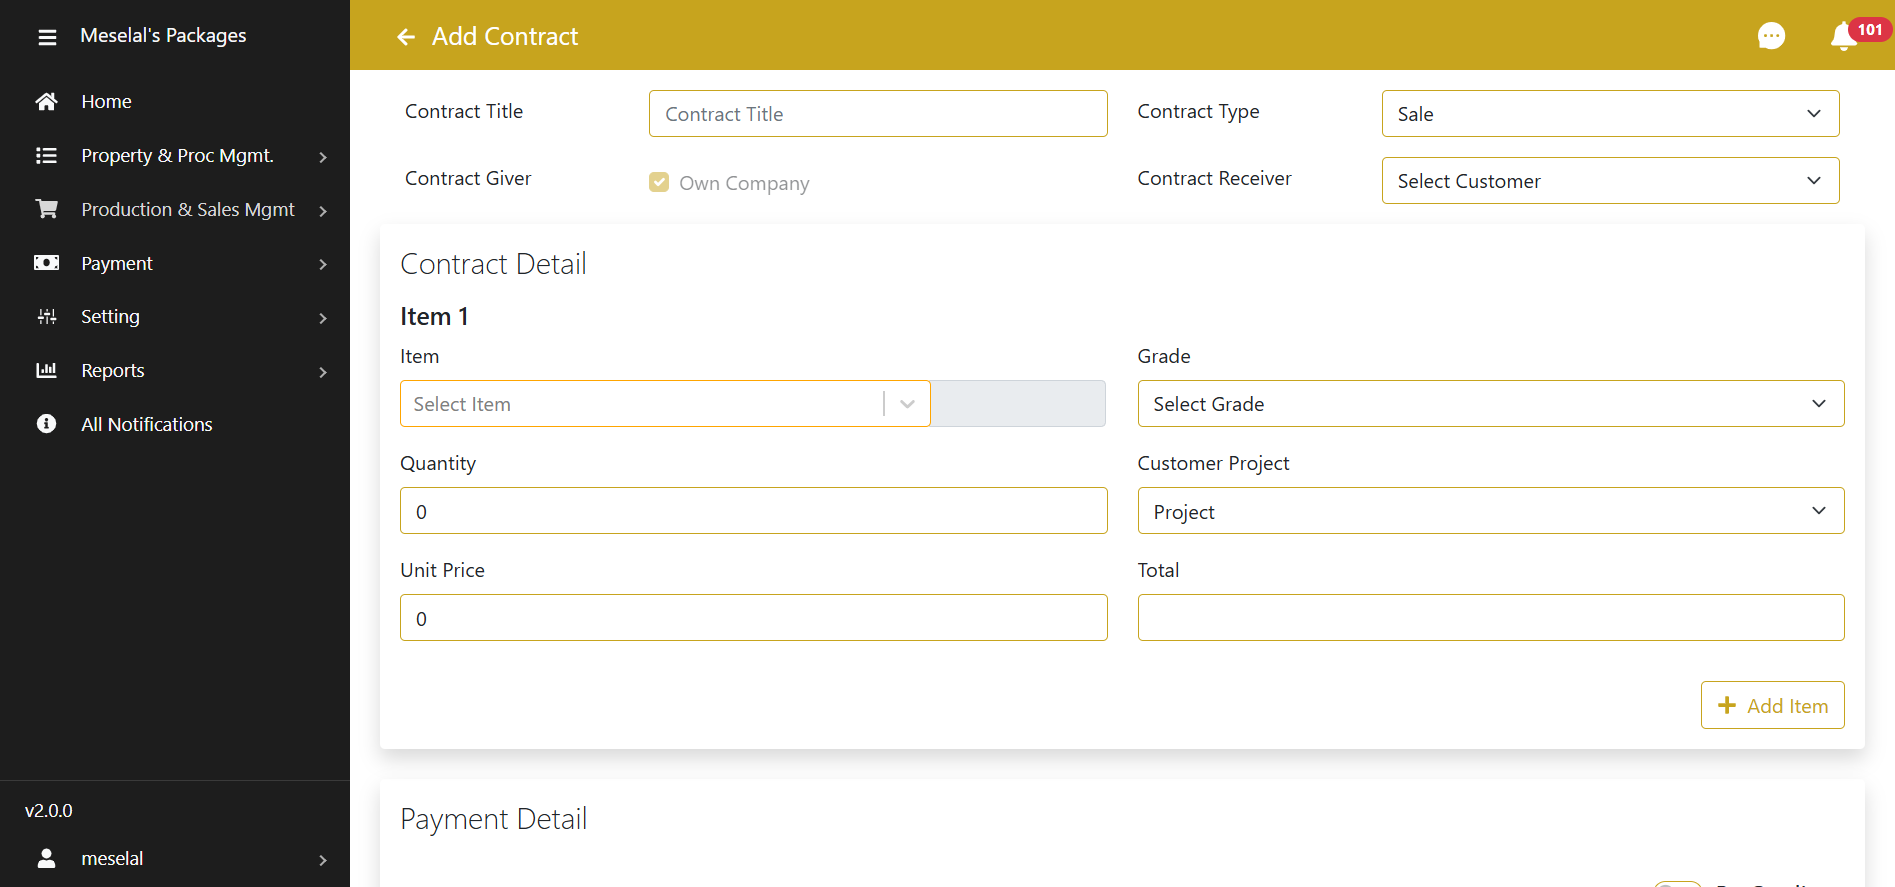 Meselal's Packages
Home
Property & Proc Mgmt.
Production & Sales Mgmt
Payment
Setting
Reports
All Notifications
v2.0.0
meselal
Add Contract
101
Contract Title
Contract Title
Contract Type
Sale
Contract Giver
Own Company
Contract Receiver
Select Customer
Contract Detail
Item 1
Item
Select Item
Grade
Select Grade
Quantity
0
Customer Project
Project
Unit Price
0
Total
Add Item
Payment Detail